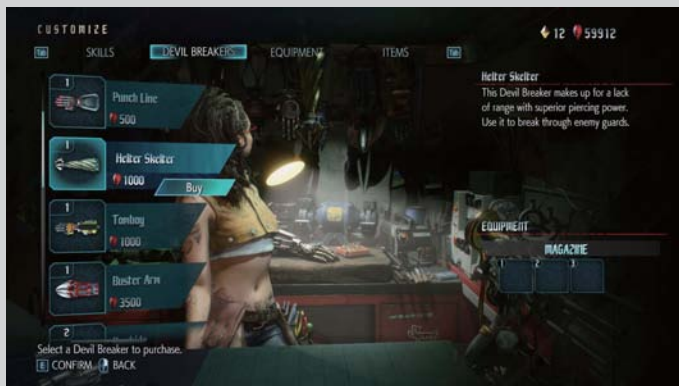 CUSTOMIZE
12 59912
Tab SKILLS DEVIL BREAKERS EQUIPMENT ITEMS Tab
1
Punch Line
500
1
Helter Skelter
1000
Buy
1
Tomboy
1000
1
Buster Arm
3500
2
Helter Skelter
This Devil Breaker makes up for a lack
of range with superior piercing power.
Use it to break through enemy guards.
EQUIPMENT
MAGAZINE
1 2 3
Select a Devil Breaker to purchase.
E CONFIRM BACK